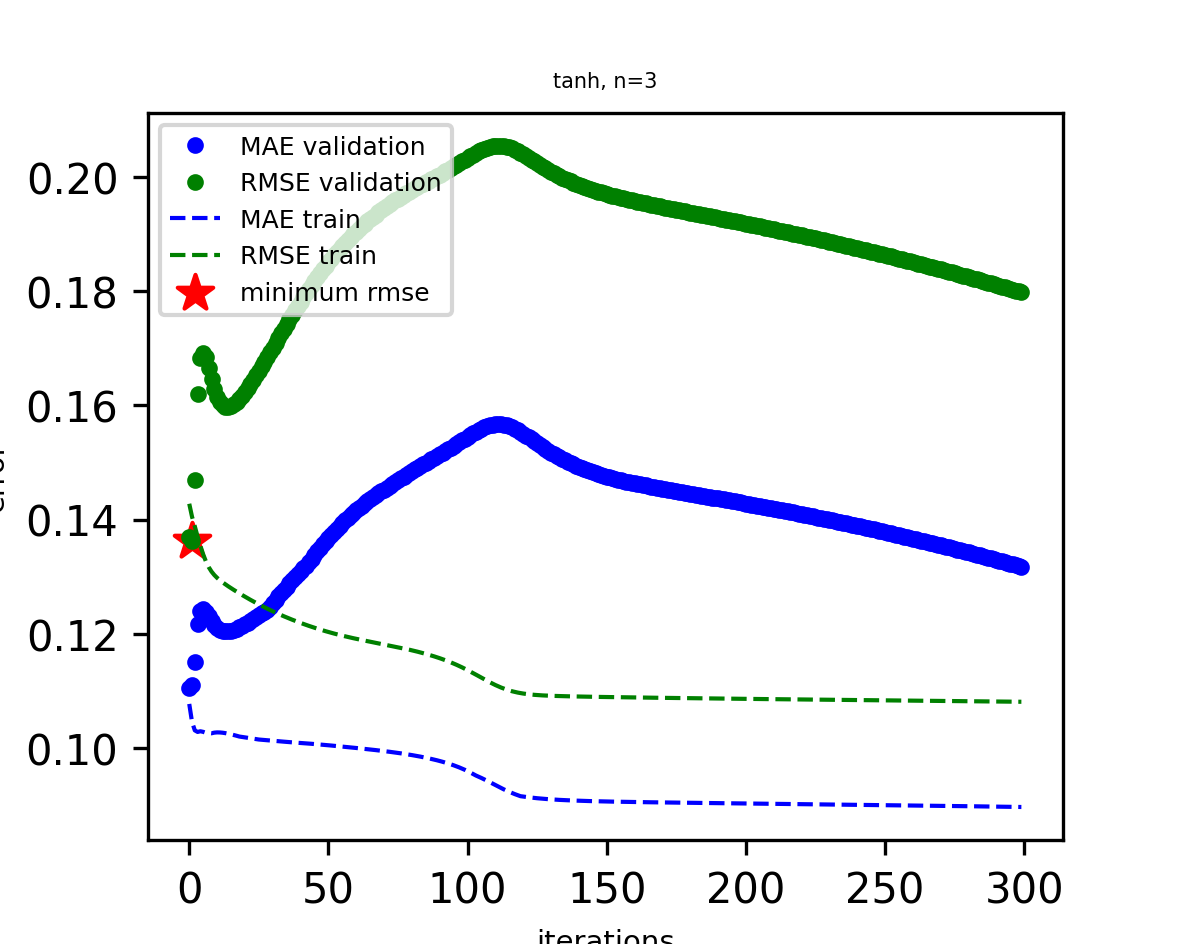 tanh, n=3
MAE validation
RMSE validation
MAE train
RMSE train
minimum rmse
0.20
0.18
0.16
0.14
0.12
0.10
error
0 50 100 150 200 250 300
iterations